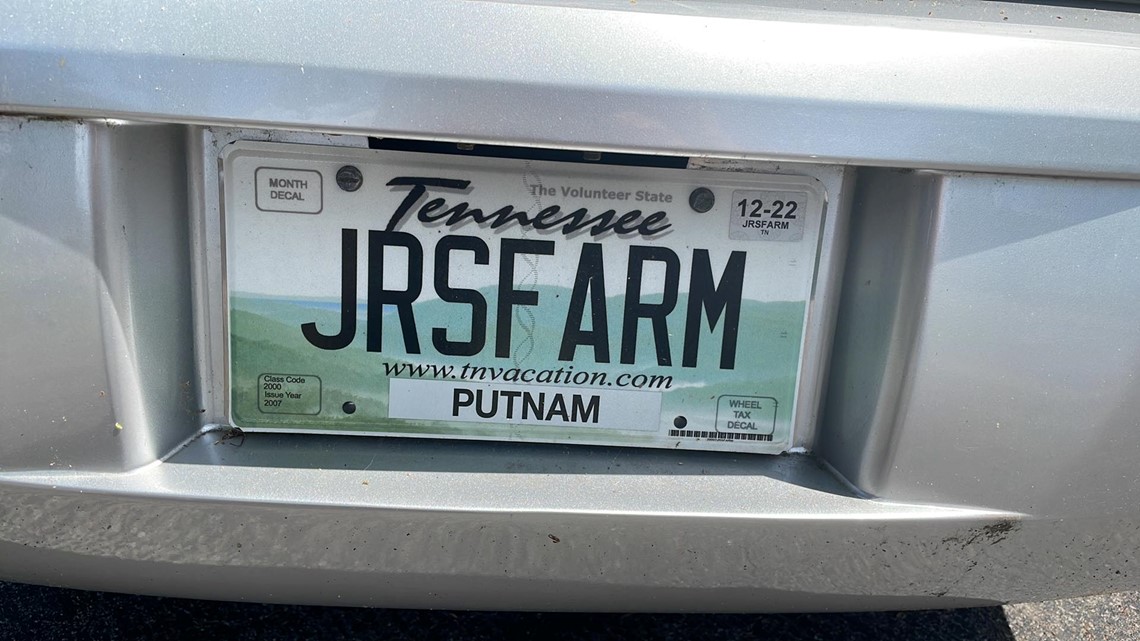 MONTH
DECAL
The Volunteer State
Tennessee
12-22
JRSFARM
TN
JRSFARM
www.tnvacation.com
Class Code
2000
Issue Year
2007
PUTNAM
WHEEL
TAX
DECAL